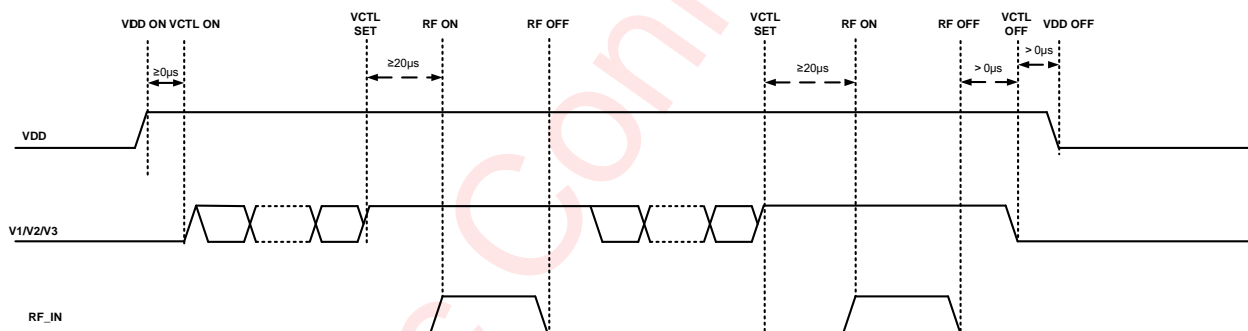 VDD ON VCTL ON
VCTL SET
RF ON
RF OFF
VCTL SET
RF ON
RF OFF
VCTL OFF
VDD OFF
≥0μs
≥20μs
≥20μs
> 0μs
> 0μs
VDD
V1/V2/V3
RF_IN